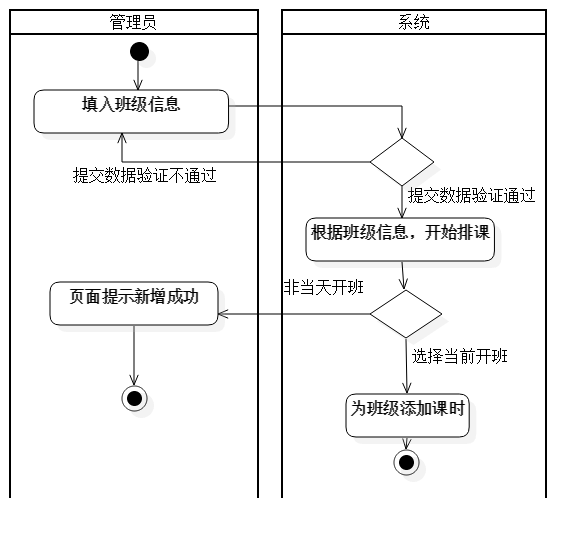 管理员
系统
填入班级信息
提交数据验证不通过
提交数据验证通过
根据班级信息，开始排课
非当天开班
页面提示新增成功
选择当前开班
为班级添加课时